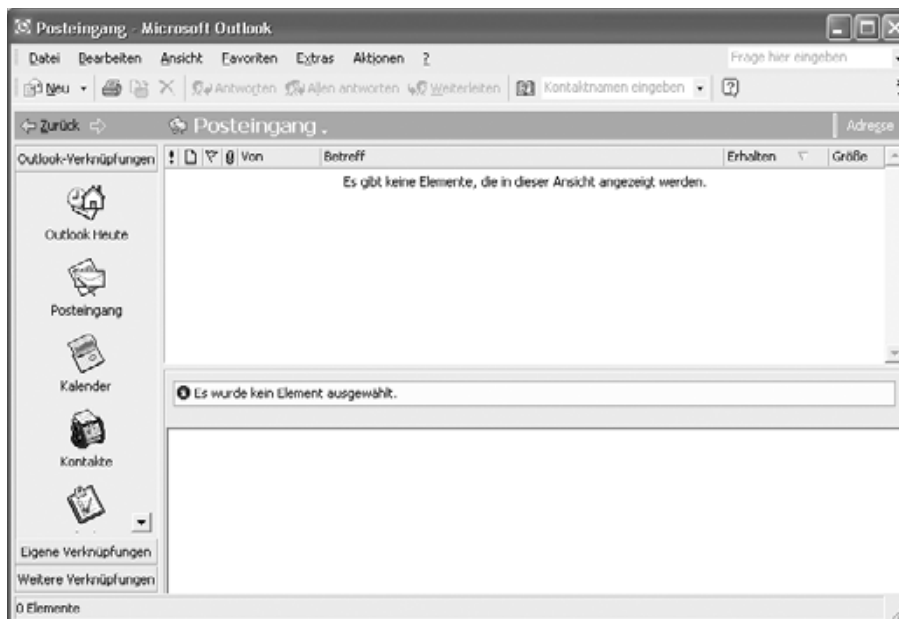 Posteingang - Microsoft Outlook
Datei Bearbeiten Ansicht Favoriten Extras Aktionen ? Frage hier eingeben
Neu Antworten Allen antworten Weiterleiten Kontaktnamen eingeben
Zurück Posteingang . Adresse
Outlook-Verknüpfungen Von Betreff Erhalten Größe
Es gibt keine Elemente, die in dieser Ansicht angezeigt werden.
Outlook Heute
Posteingang
Kalender
Es wurde kein Element ausgewählt.
Kontakte
Eigene Verknüpfungen
Weitere Verknüpfungen
0 Elemente